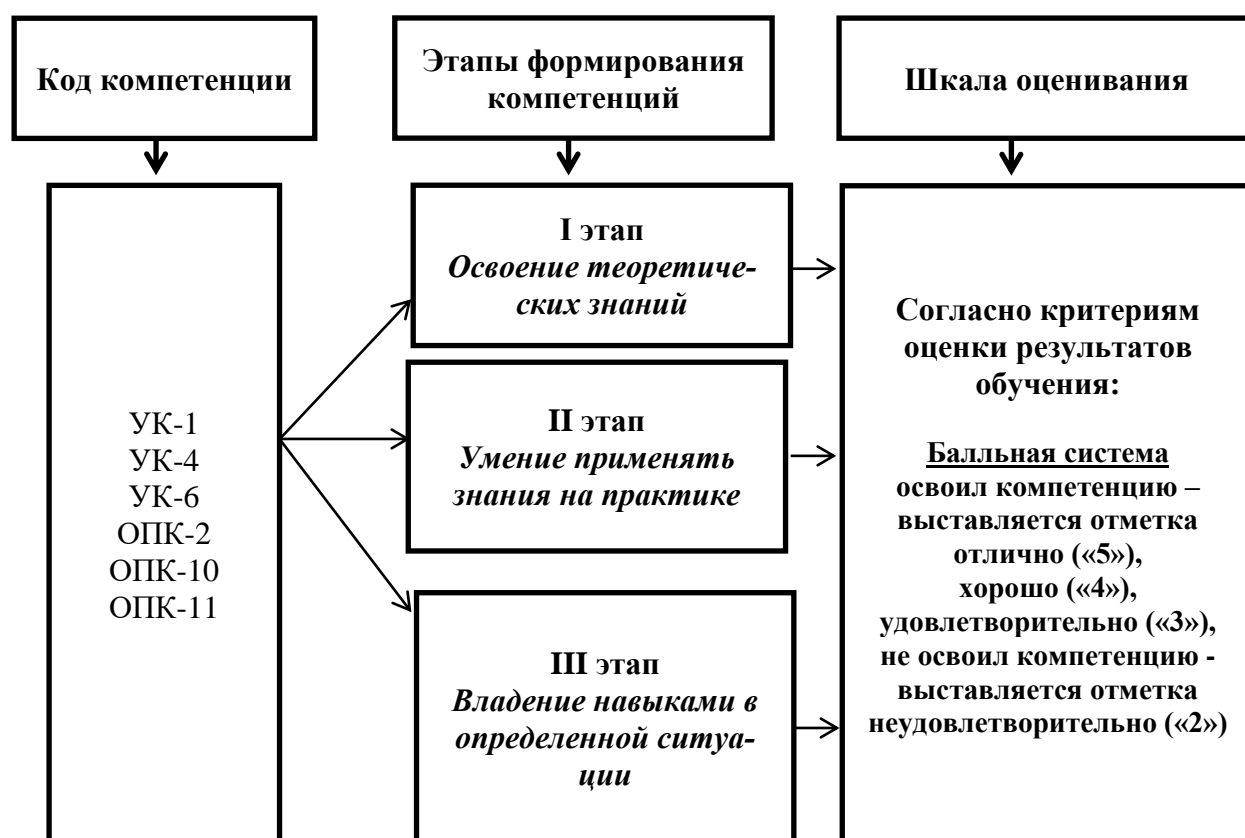 Код компетенции
Этапы формирования
компетенций
Шкала оценивания
УК-1
УК-4
УК-6
ОПК-2
ОПК-10
ОПК-11
I этап
Освоение теоретиче-
ских знаний
II этап
Умение применять
знания на практике
III этап
Владение навыками в
определенной ситуа-
ции
Согласно критериям
оценки результатов
обучения:
Балльная система
освоил компетенцию –
выставляется отметка
отлично («5»),
хорошо («4»),
удовлетворительно («3»),
не освоил компетенцию -
выставляется отметка
неудовлетворительно («2»)